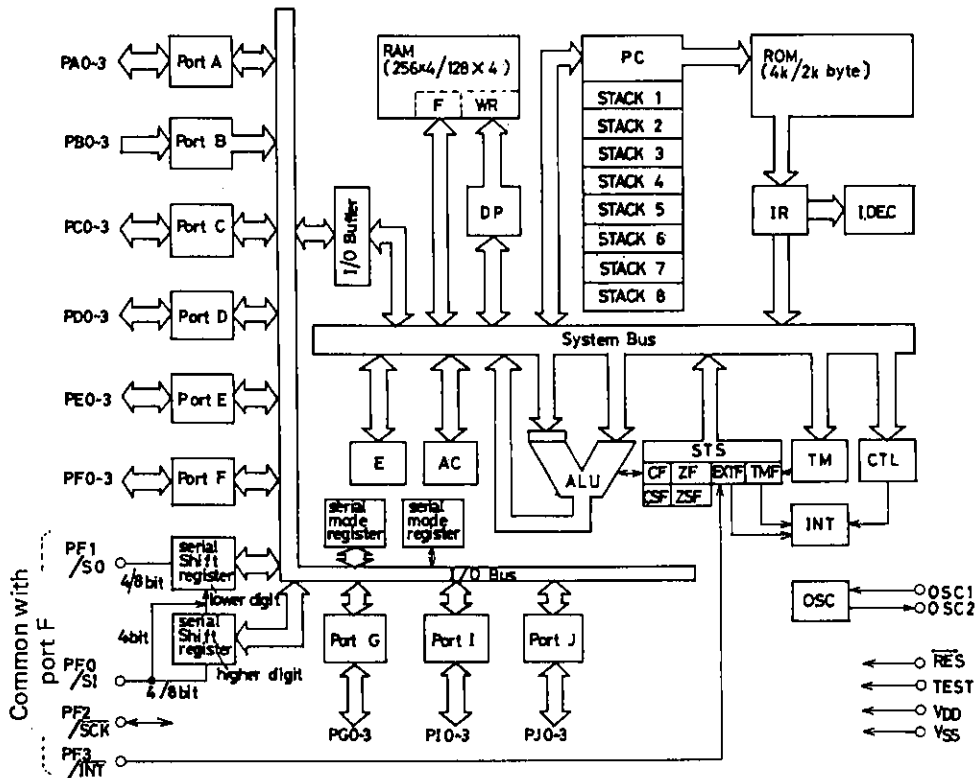 RAM
(256×4/128×4)
F
WR
PC
STACK 1
STACK 2
STACK 3
STACK 4
STACK 5
STACK 6
STACK 7
STACK 8
ROM
(4k/2k byte)
IR
I,DEC
DP
I/O Buffer
PA0~3
Port A
PB0~3
Port B
PC0~3
Port C
PD0~3
Port D
PE0~3
Port E
PF0~3
Port F
System Bus
E
AC
ALU
STS
CF
ZF
EXTF
TMF
CSF
ZSF
TM
CTL
INT
serial
mode
register
serial
mode
register
PF1
/SO
4/8bit
serial
Shift
register
lower digit
4bit
serial
Shift
register
higher digit
PF0
/SI
4/8bit
PF2
/SCK
PF3
/INT
Common with
port F
I/O Bus
Port G
Port I
Port J
PG0-3
PI0-3
PJ0-3
OSC
OSC1
OSC2
RES
TEST
VDD
VSS